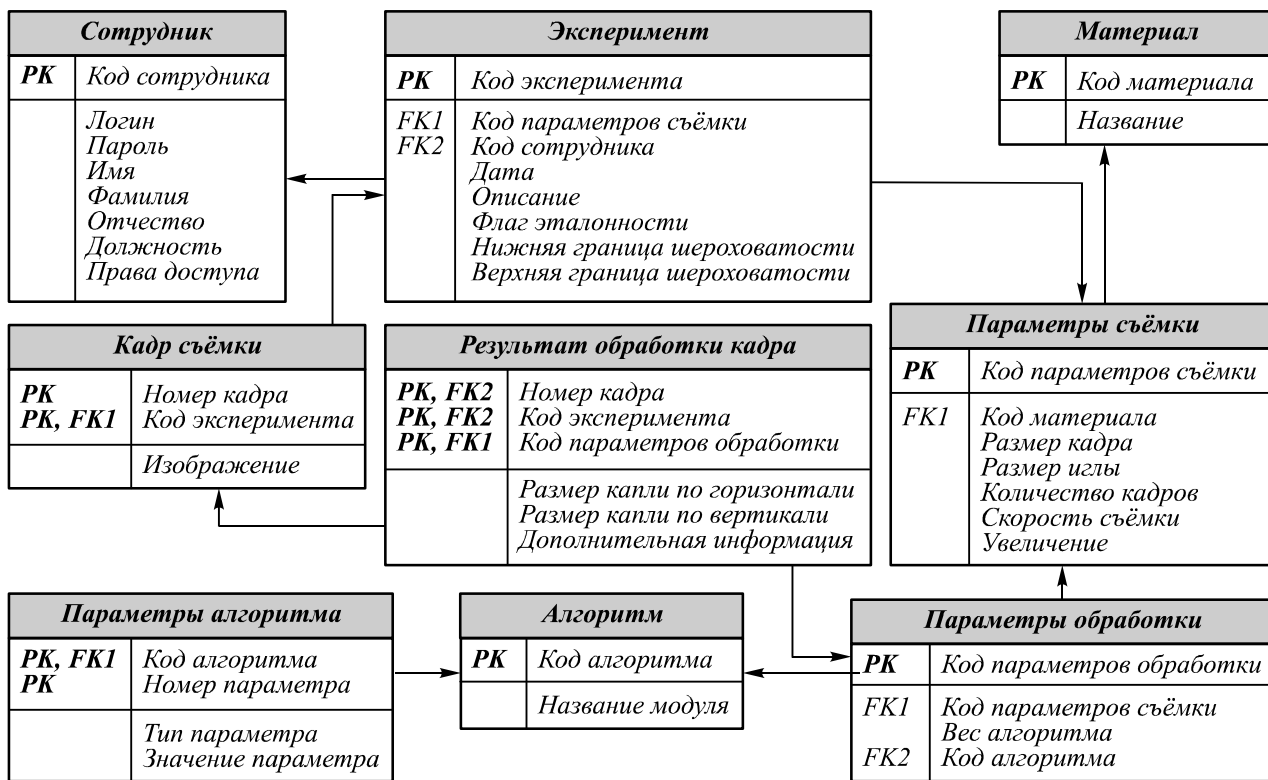 Сотрудник
PK Код сотрудника
Логин
Пароль
Имя
Фамилия
Отчество
Должность
Права доступа
Эксперимент
PK Код эксперимента
FK1 Код параметров съёмки
FK2 Код сотрудника
Дата
Описание
Флаг эталонности
Нижняя граница шероховатости
Верхняя граница шероховатости
Материал
PK Код материала
Название
Кадр съёмки
PK Номер кадра
PK, FK1 Код эксперимента
Изображение
Результат обработки кадра
PK, FK2 Номер кадра
PK, FK2 Код эксперимента
PK, FK1 Код параметров обработки
Размер капли по горизонтали
Размер капли по вертикали
Дополнительная информация
Параметры съёмки
PK Код параметров съёмки
FK1 Код материала
Размер кадра
Размер иглы
Количество кадров
Скорость съёмки
Увеличение
Параметры алгоритма
PK, FK1 Код алгоритма
PK Номер параметра
Тип параметра
Значение параметра
Алгоритм
PK Код алгоритма
Название модуля
Параметры обработки
PK Код параметров обработки
FK1 Код параметров съёмки
Вес алгоритма
FK2 Код алгоритма